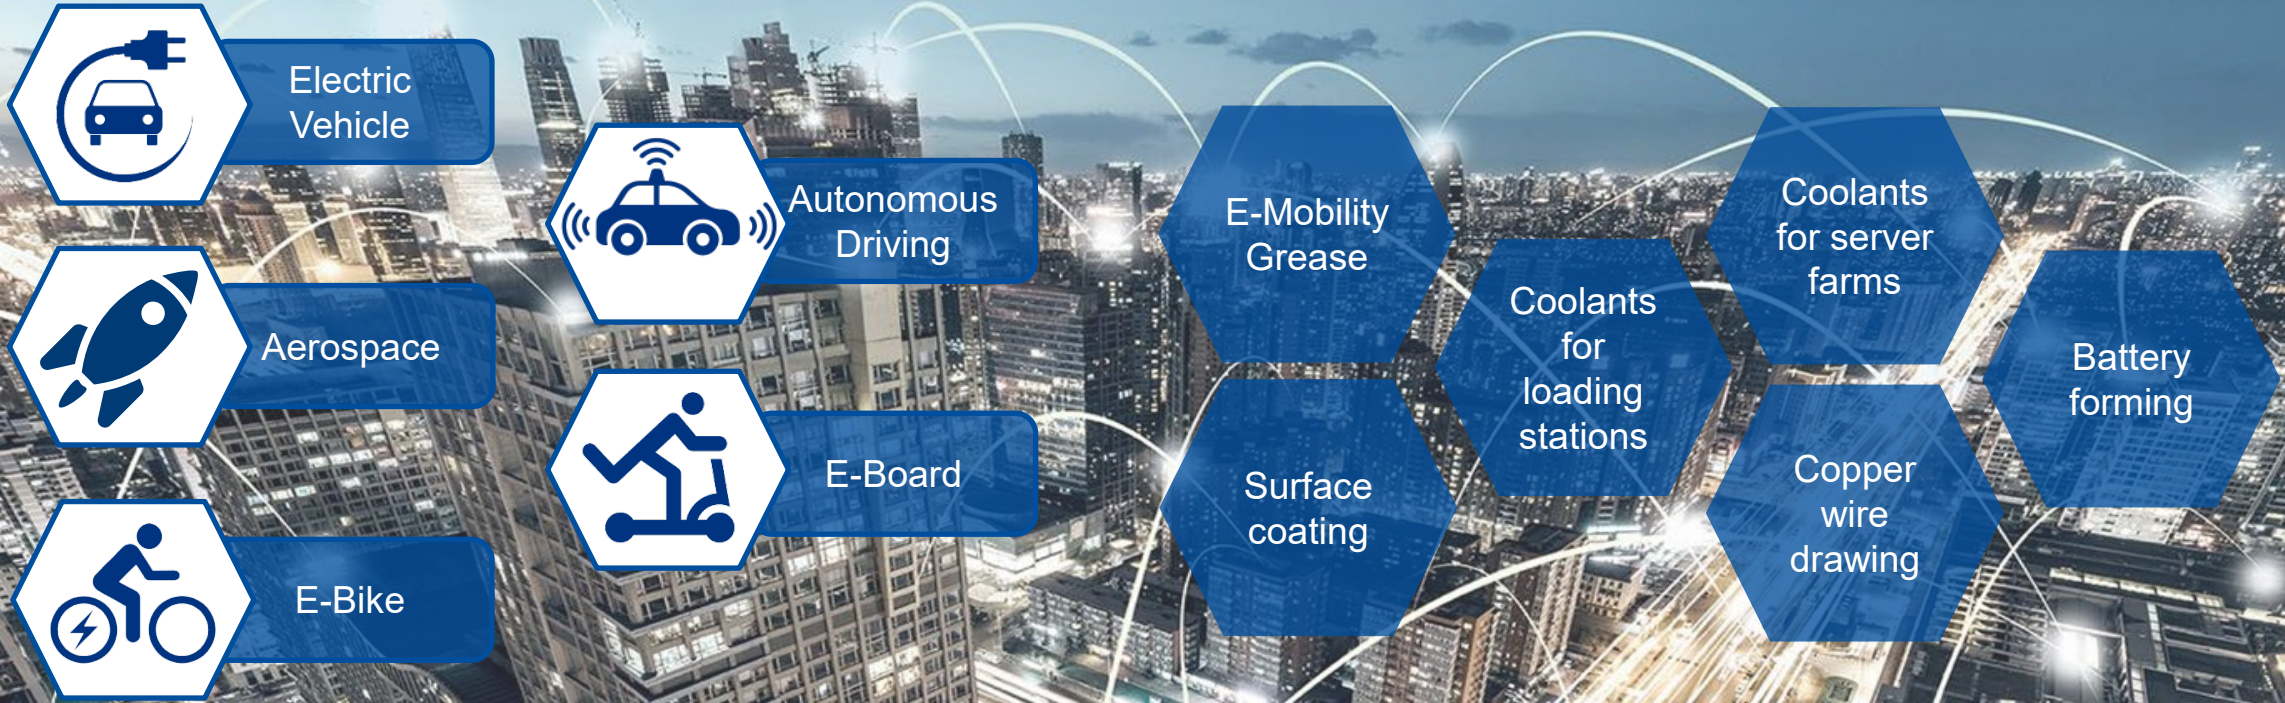 Electric
Vehicle
Aerospace
E-Bike
Autonomous
Driving
E-Board
E-Mobility
Grease
Surface
coating
Coolants
for
loading
stations
Coolants
for server
farms
Copper
wire
drawing
Battery
forming